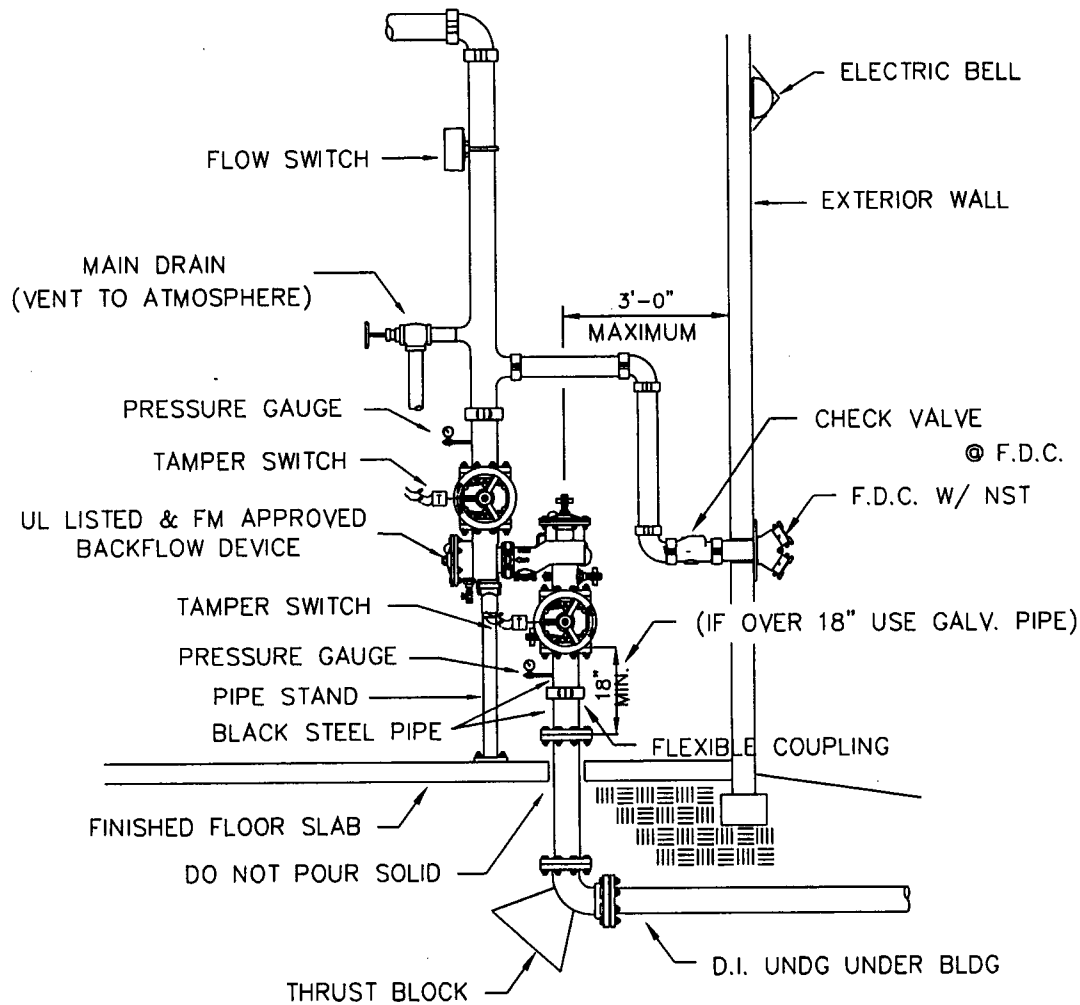 ELECTRIC BELL
FLOW SWITCH
EXTERIOR WALL
MAIN DRAIN
(VENT TO ATMOSPHERE)
3'-0"
MAXIMUM
PRESSURE GAUGE
CHECK VALVE
@ F.D.C.
TAMPER SWITCH
F.D.C. W/ NST
UL LISTED & FM APPROVED
BACKFLOW DEVICE
T
TAMPER SWITCH
T
(IF OVER 18" USE GALV. PIPE)
PRESSURE GAUGE
18"
MIN.
PIPE STAND
BLACK STEEL PIPE
FLEXIBLE COUPLING
FINISHED FLOOR SLAB
DO NOT POUR SOLID
D.I. UNDG UNDER BLDG
THRUST BLOCK